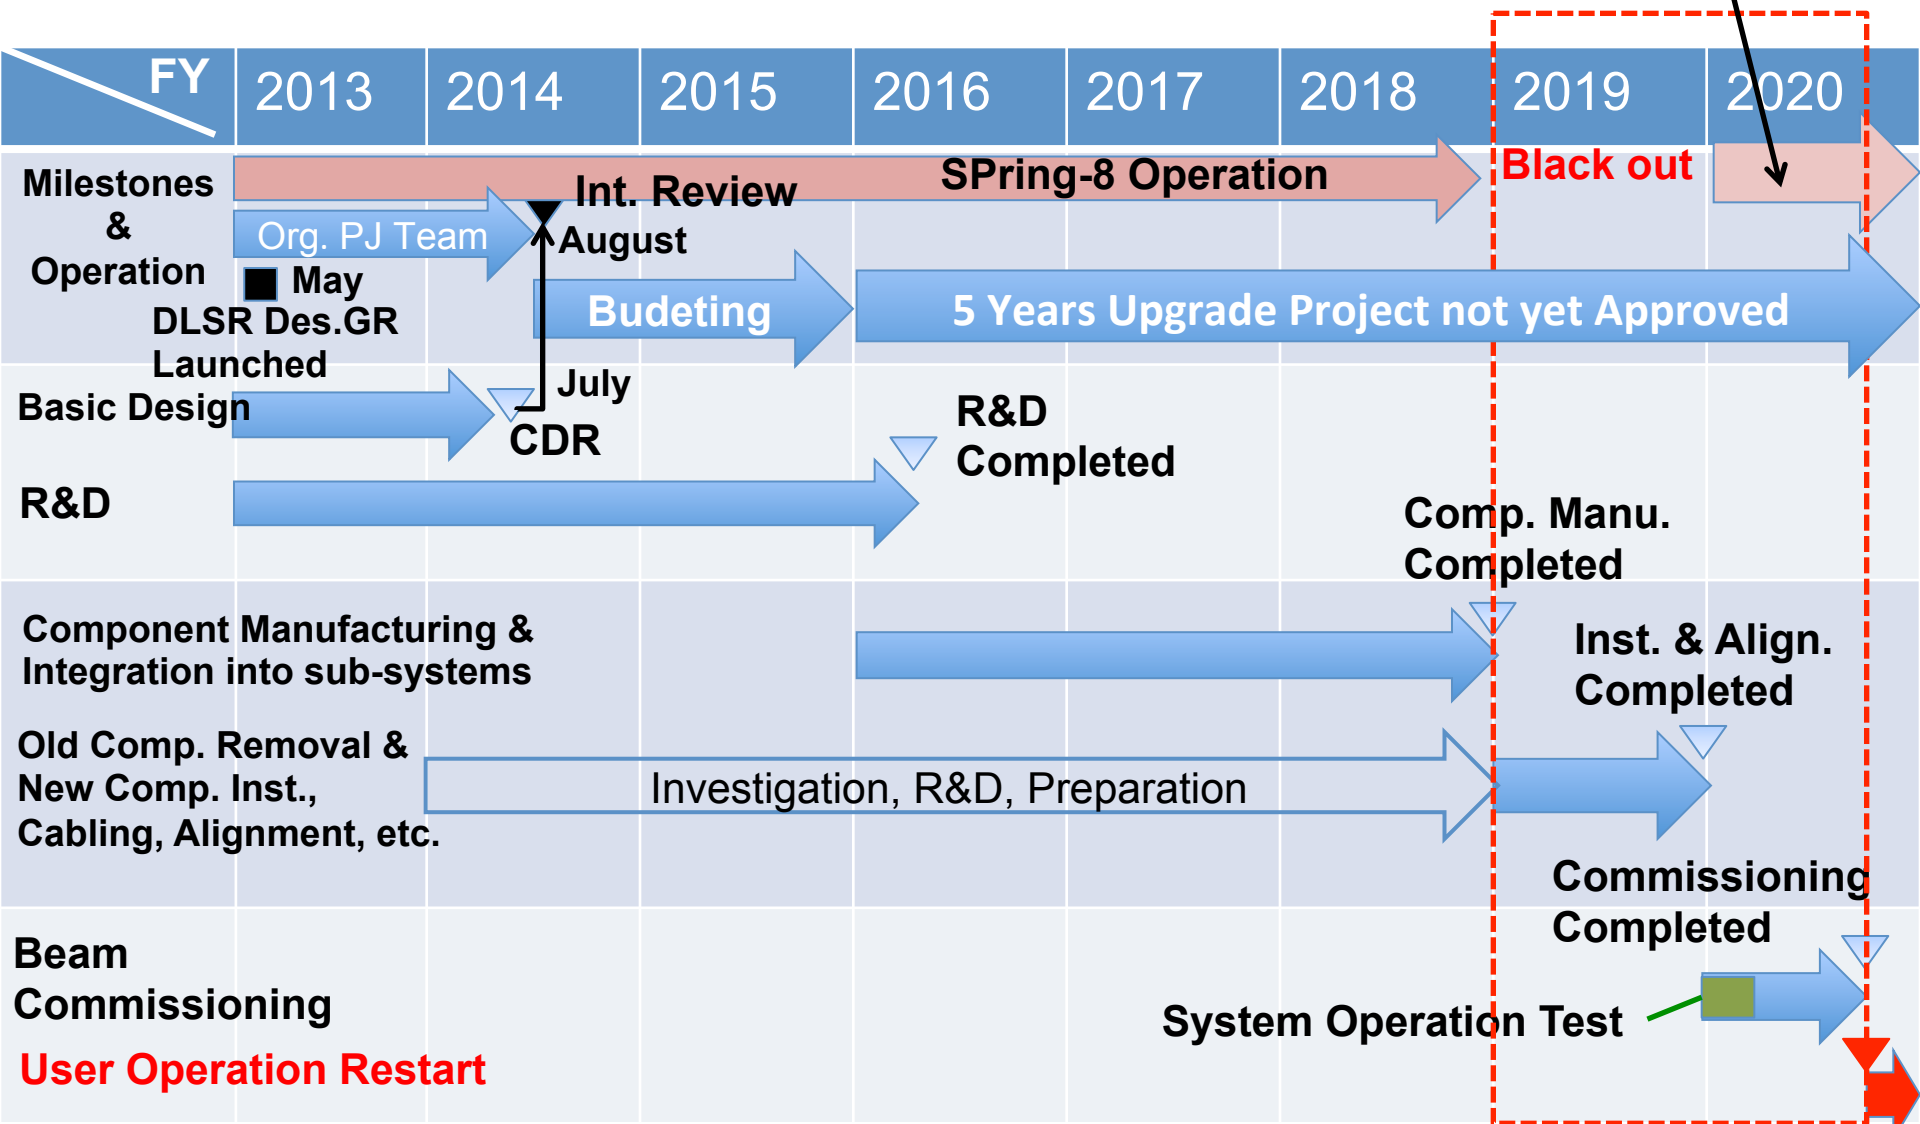 FY
2013
2014
2015
2016
2017
2018
2019
2020
Milestones
&
Operation
SPring-8 Operation
Black out
Int. Review
August
Org. PJ Team
May
DLSR Des.GR
Launched
Budeting
5 Years Upgrade Project not yet Approved
Basic Design
July
CDR
R&D
Completed
R&D
Comp. Manu.
Completed
Component Manufacturing &
Integration into sub-systems
Inst. & Align.
Completed
Old Comp. Removal &
New Comp. Inst.,
Cabling, Alignment, etc.
Investigation, R&D, Preparation
Commissioning
Completed
Beam
Commissioning
System Operation Test
User Operation Restart